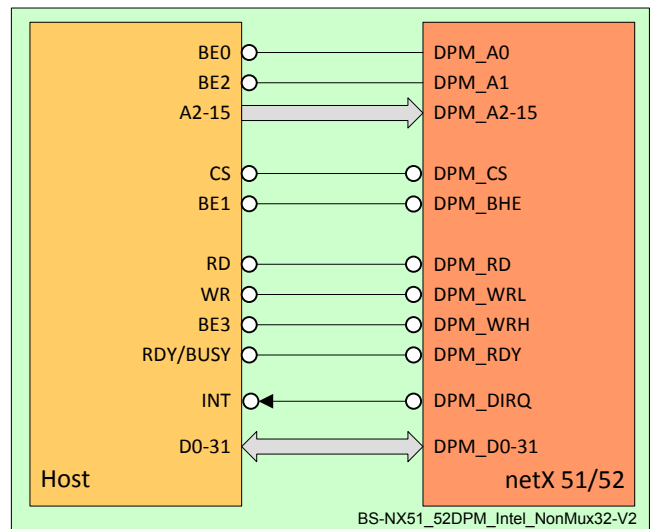 BE0 DPM_A0
BE2 DPM_A1
A2-15 DPM_A2-15
CS DPM_CS
BE1 DPM_BHE
RD DPM_RD
WR DPM_WRL
BE3 DPM_WRH
RDY/BUSY DPM_RDY
INT DPM_DIRQ
D0-31 DPM_D0-31
Host netX 51/52
BS-NX51_52DPM_Intel_NonMux32-V2